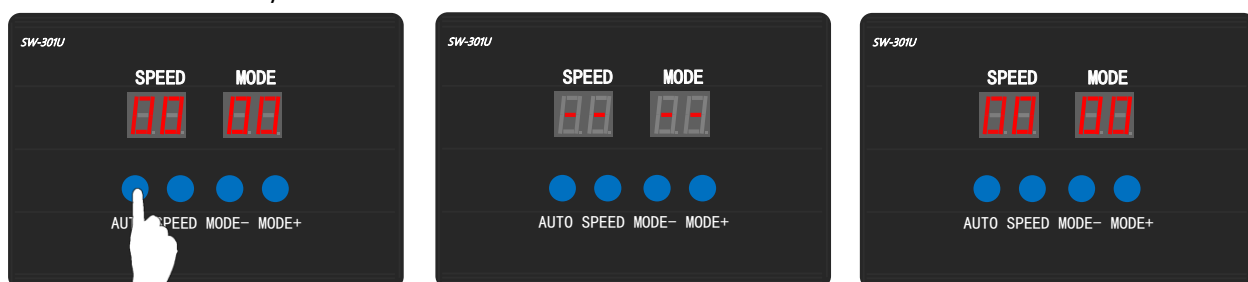 SW-301U
SPEED MODE
00 00
SPEED MODE- MODE+
SW-301U
SPEED MODE
-- --
AUTO SPEED MODE- MODE+
SW-301U
SPEED MODE
00 00
AUTO SPEED MODE- MODE+